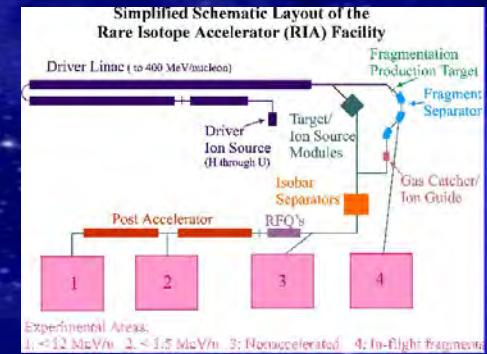 Simplified Schematic Layout of the
Rare Isotope Accelerator (RIA) Facility
Driver Linac ( to 400 MeV/nucleon)
Fragmentation
Production Target
Fragment
Separator
Driver
Ion Source
(H through U)
Target/
Ion Source
Modules
Isobar
Separators
Gas Catcher/
Ion Guide
Post Accelerator
RFQ's
1
2
3
4
Experimental Areas:
1: < 12 MeV/u 2: < 1.5 MeV/u 3: Nonaccelerated 4: In-flight fragments